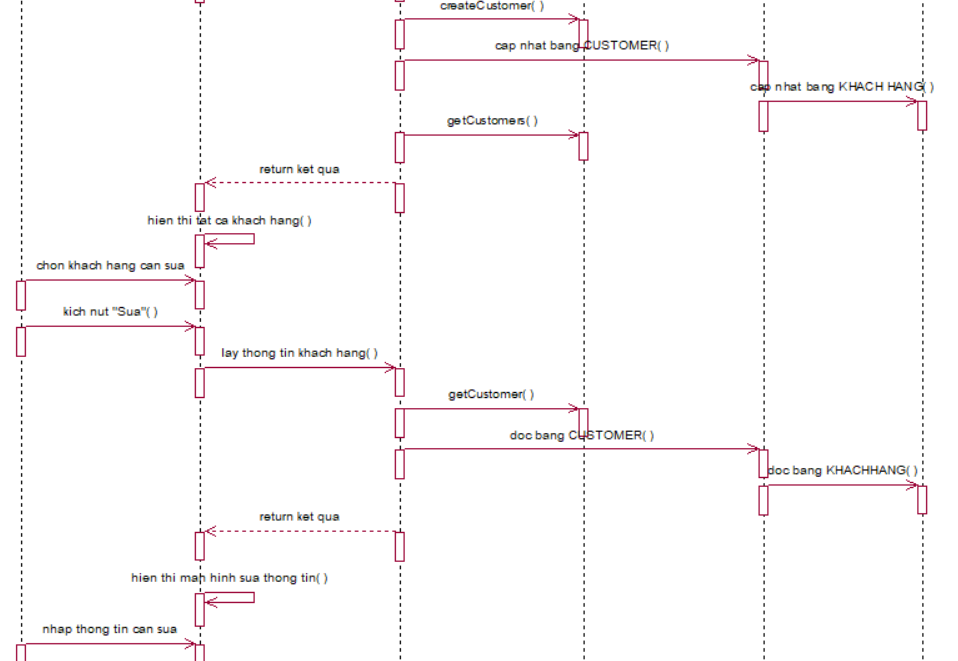 createCustomer( )
cap nhat bang CUSTOMER( )
cap nhat bang KHACH HANG( )
getCustomers( )
return ket qua
hien thi tat ca khach hang( )
chon khach hang can sua
kich nut "Sua"( )
lay thong tin khach hang( )
getCustomer( )
doc bang CUSTOMER( )
doc bang KHACHHANG( )
return ket qua
hien thi man hinh sua thong tin( )
nhap thong tin can sua